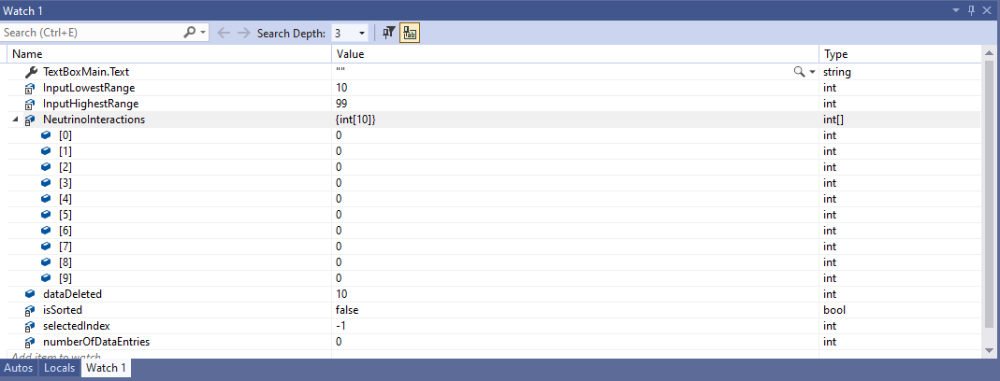 Watch 1
Search (Ctrl+E) Search Depth: 3
Name Value Type
TextBoxMain.Text "" string
InputLowestRange 10 int
InputHighestRange 99 int
NeutrinoInteractions {int[10]} int[]
[0] 0 int
[1] 0 int
[2] 0 int
[3] 0 int
[4] 0 int
[5] 0 int
[6] 0 int
[7] 0 int
[8] 0 int
[9] 0 int
dataDeleted 10 int
isSorted false bool
selectedIndex -1 int
numberOfDataEntries 0 int
Add item to watch
Autos Locals Watch 1